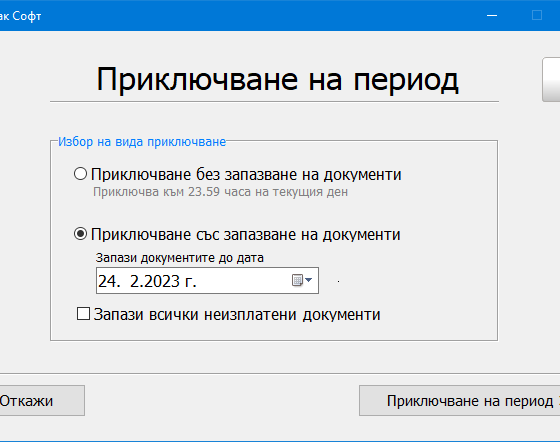 ак Софт
Приключване на период
Избор на вида приключване
Приключване без запазване на документи
Приключва към 23.59 часа на текущия ден
Приключване със запазване на документи
Запази документите до дата
24. 2.2023 г.
Запази всички неизплатени документи
Откажи
Приключване на период